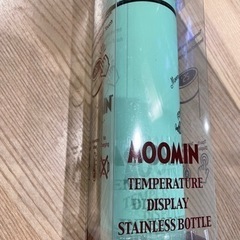 MOOMIN
TEMPERATURE
DISPLAY
STAINLESS BOTTLE